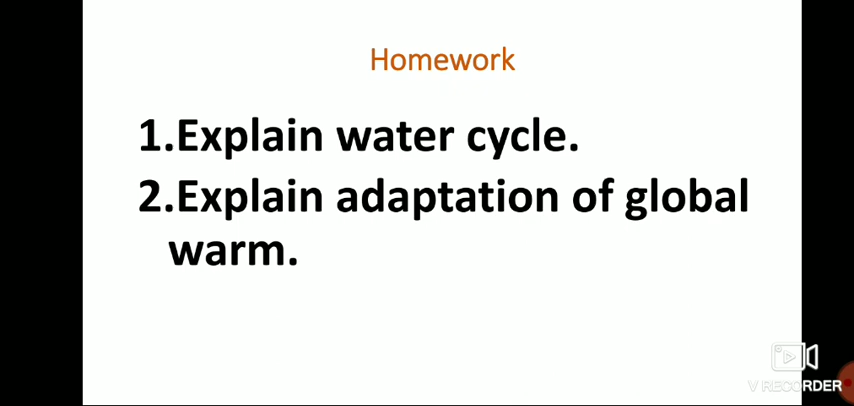 Homework
1.Explain water cycle.
2.Explain adaptation of global
warm.
V RECORDER